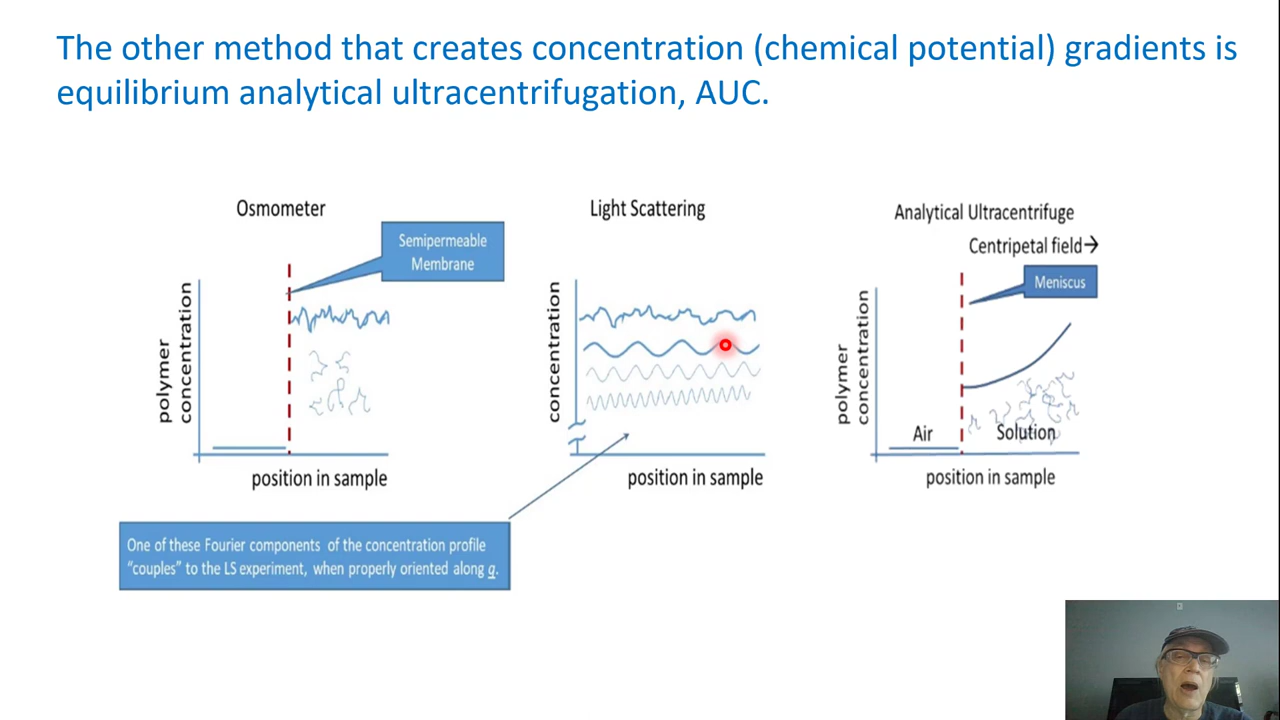 The other method that creates concentration (chemical potential) gradients is
equilibrium analytical ultracentrifugation, AUC.
Osmometer
Semipermeable
Membrane
polymer
concentration
position in sample
Light Scattering
concentration
position in sample
Analytical Ultracentrifuge
Centripetal field→
Meniscus
polymer
concentration
Air
Solution
position in sample
One of these Fourier components of the concentration profile
“couples” to the LS experiment, when properly oriented along q.